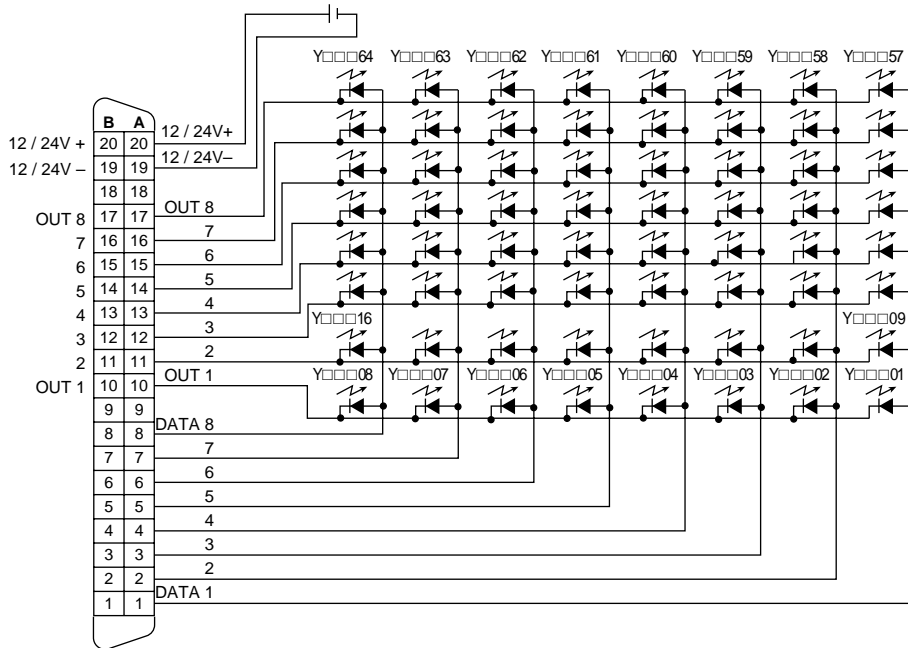 Y□□□64 Y□□□63 Y□□□62 Y□□□61 Y□□□60 Y□□□59 Y□□□58 Y□□□57
B A
12 / 24V + 20 20 12 / 24V+
12 / 24V – 19 19 12 / 24V–
18 18
OUT 8 17 17 OUT 8
7 16 16 7
6 15 15 6
5 14 14 5
4 13 13 4
3 12 12 3
Y□□□16 Y□□□09
2 11 11 2
OUT 1 10 10 OUT 1
Y□□□08 Y□□□07 Y□□□06 Y□□□05 Y□□□04 Y□□□03 Y□□□02 Y□□□01
9 9
8 8 DATA 8
7 7 7
6 6 6
5 5 5
4 4 4
3 3 3
2 2 2
1 1 DATA 1